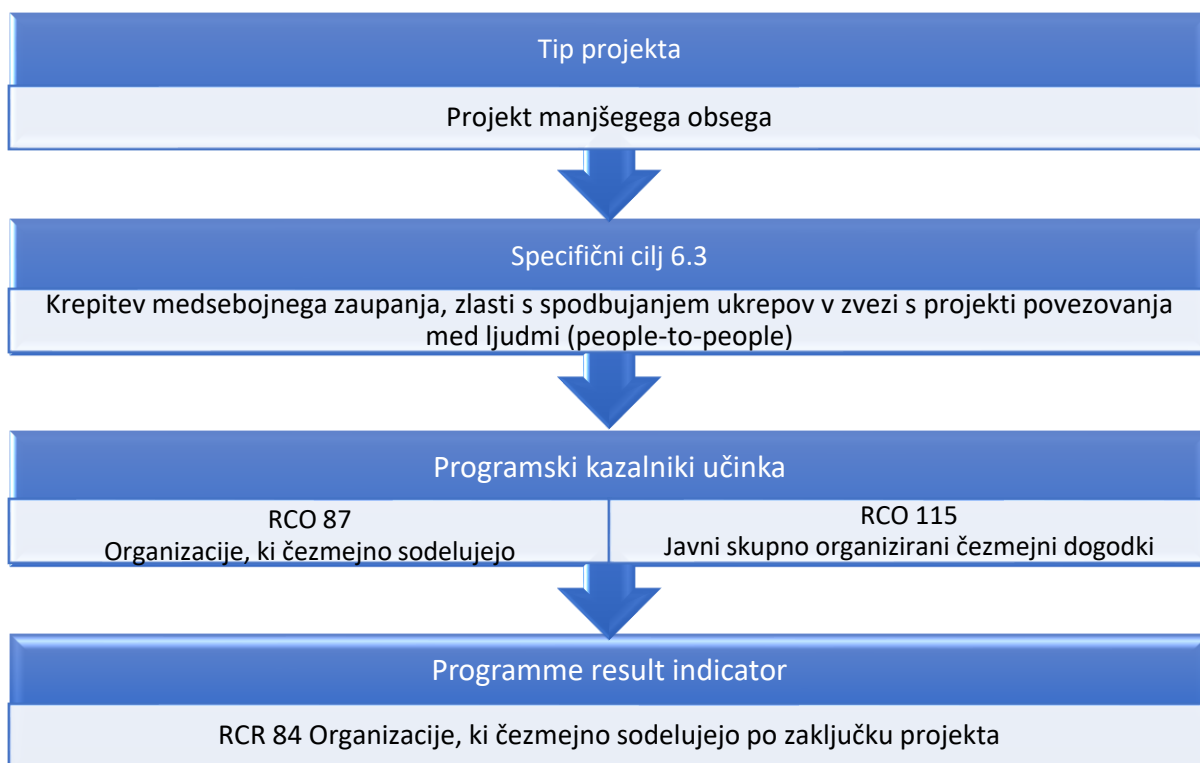 Tip projekta
Projekt manjšegega obsega
Specifični cilj 6.3
Krepitev medsebojnega zaupanja, zlasti s spodbujanjem ukrepov v zvezi s projekti povezovanja
med ljudmi (people-to-people)
Programski kazalniki učinka
RCO 87
Organizacije, ki čezmejno sodelujejo
RCO 115
Javni skupno organizirani čezmejni dogodki
Programme result indicator
RCR 84 Organizacije, ki čezmejno sodelujejo po zaključku projekta